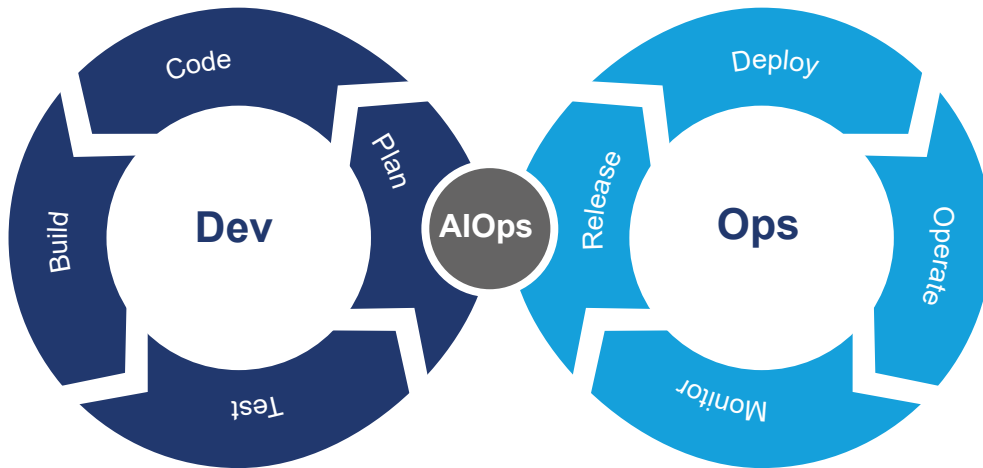 Code
Plan
Build
Test
Dev
AIOps
Deploy
Release
Operate
Monitor
Ops